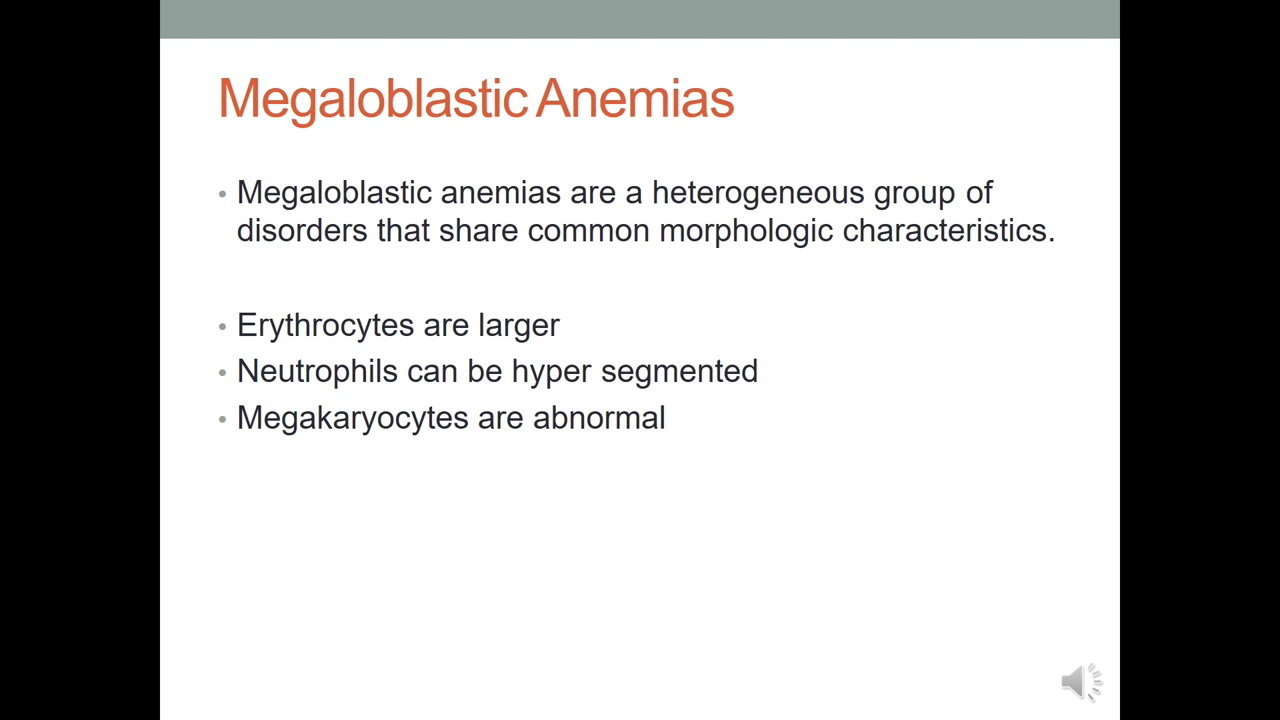 Megaloblastic Anemias
• Megaloblastic anemias are a heterogeneous group of
disorders that share common morphologic characteristics.
• Erythrocytes are larger
• Neutrophils can be hyper segmented
• Megakaryocytes are abnormal